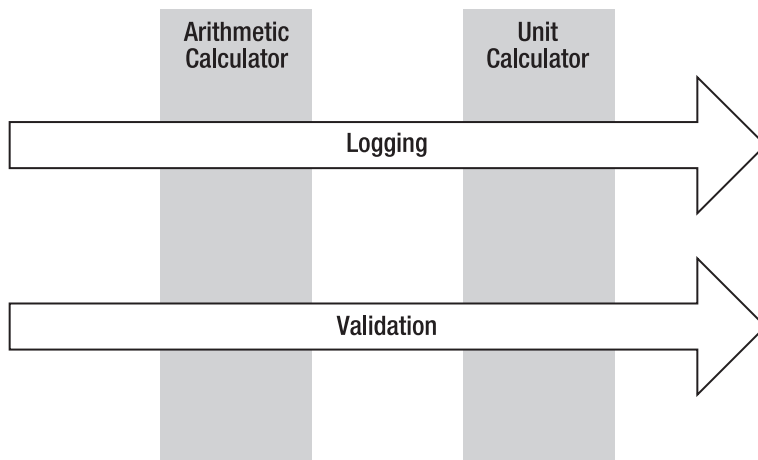 Arithmetic
Calculator
Unit
Calculator
Logging
Validation